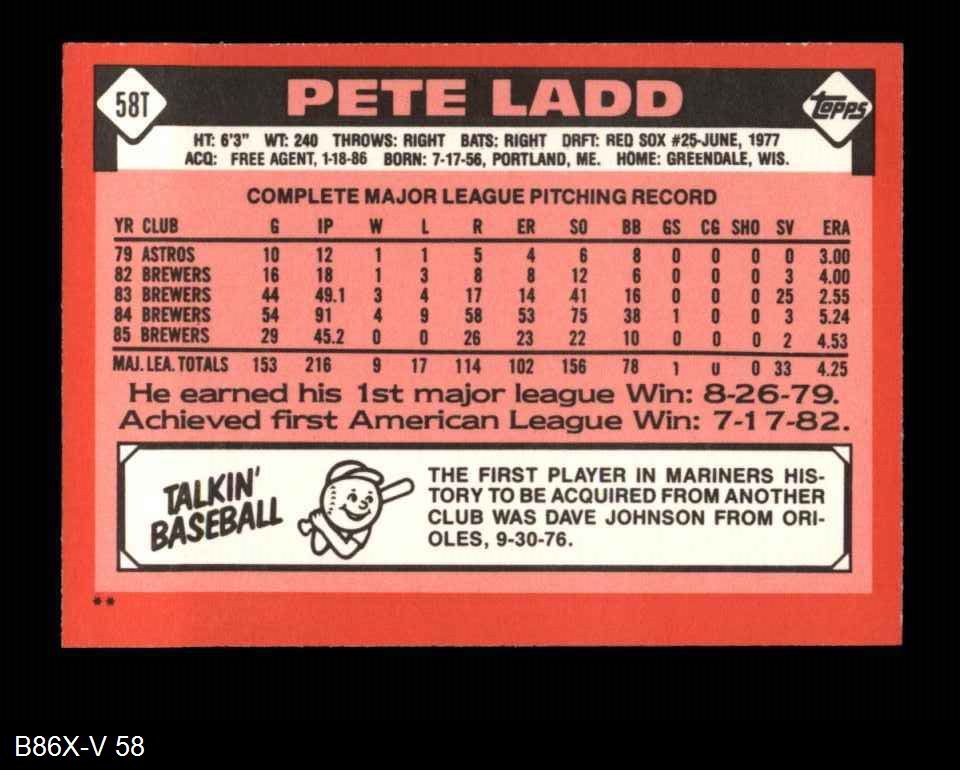 58T
PETE LADD
TOPPS
HT: 6'3" WT: 240 THROWS: RIGHT BATS: RIGHT DRFT: RED SOX #25-JUNE, 1977
ACQ: FREE AGENT, 1-18-86 BORN: 7-17-56, PORTLAND, ME. HOME: GREENDALE, WIS.
COMPLETE MAJOR LEAGUE PITCHING RECORD
YR CLUB G IP W L R ER SO BB GS CG SHO SV ERA
79 ASTROS 10 12 1 1 5 4 6 8 0 0 0 0 3.00
82 BREWERS 16 18 1 3 8 8 12 6 0 0 0 3 4.00
83 BREWERS 44 49.1 3 4 17 14 41 16 0 0 0 25 2.55
84 BREWERS 54 91 4 9 58 53 75 38 1 0 0 3 5.24
85 BREWERS 29 45.2 0 0 26 23 22 10 0 0 0 2 4.53
MAJ. LEA. TOTALS 153 216 9 17 114 102 156 78 1 0 0 33 4.25
He earned his 1st major league Win: 8-26-79.
Achieved first American League Win: 7-17-82.
TALKIN'
BASEBALL
THE FIRST PLAYER IN MARINERS HIS-
TORY TO BE ACQUIRED FROM ANOTHER
CLUB WAS DAVE JOHNSON FROM ORI-
OLES, 9-30-76.
**
B86X-V 58